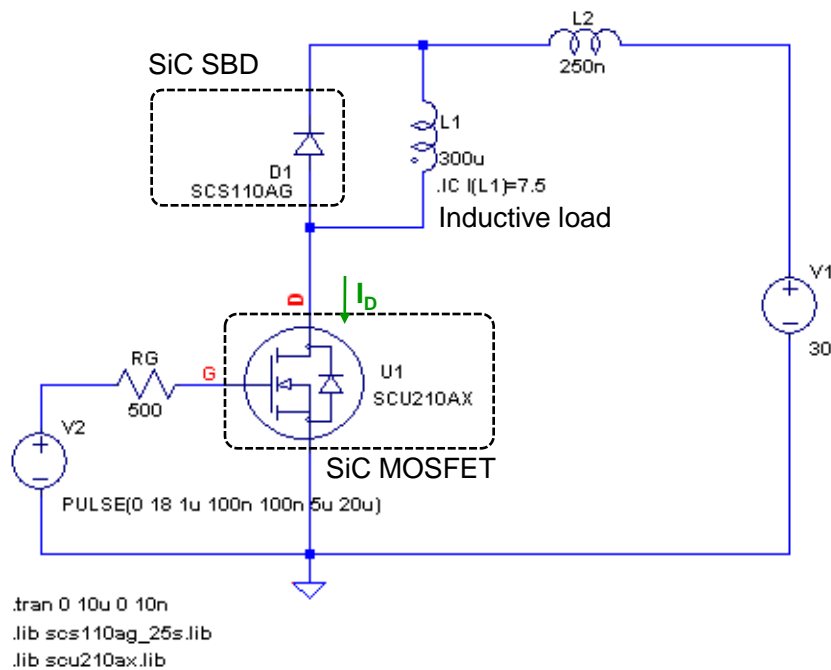 L2
250n
SiC SBD
D1
SCS110AG
L1
300u
.IC I(L1)=7.5
Inductive load
V1
30
D
I_D
RG
500
G
U1
SCU210AX
V2
SiC MOSFET
PULSE(0 18 1u 100n 100n 5u 20u)
.tran 0 10u 0 10n
.lib scs110ag_25s.lib
.lib scu210ax.lib